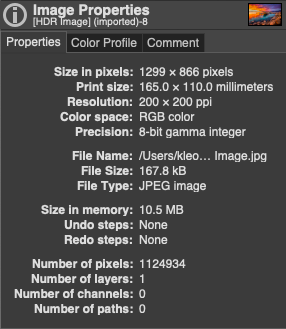 Image Properties
[HDR Image] (imported)-8
Properties Color Profile Comment
Size in pixels: 1299 × 866 pixels
Print size: 165.0 × 110.0 millimeters
Resolution: 200 × 200 ppi
Color space: RGB color
Precision: 8-bit gamma integer
File Name: /Users/kleo… Image.jpg
File Size: 167.8 kB
File Type: JPEG image
Size in memory: 10.5 MB
Undo steps: None
Redo steps: None
Number of pixels: 1124934
Number of layers: 1
Number of channels: 0
Number of paths: 0